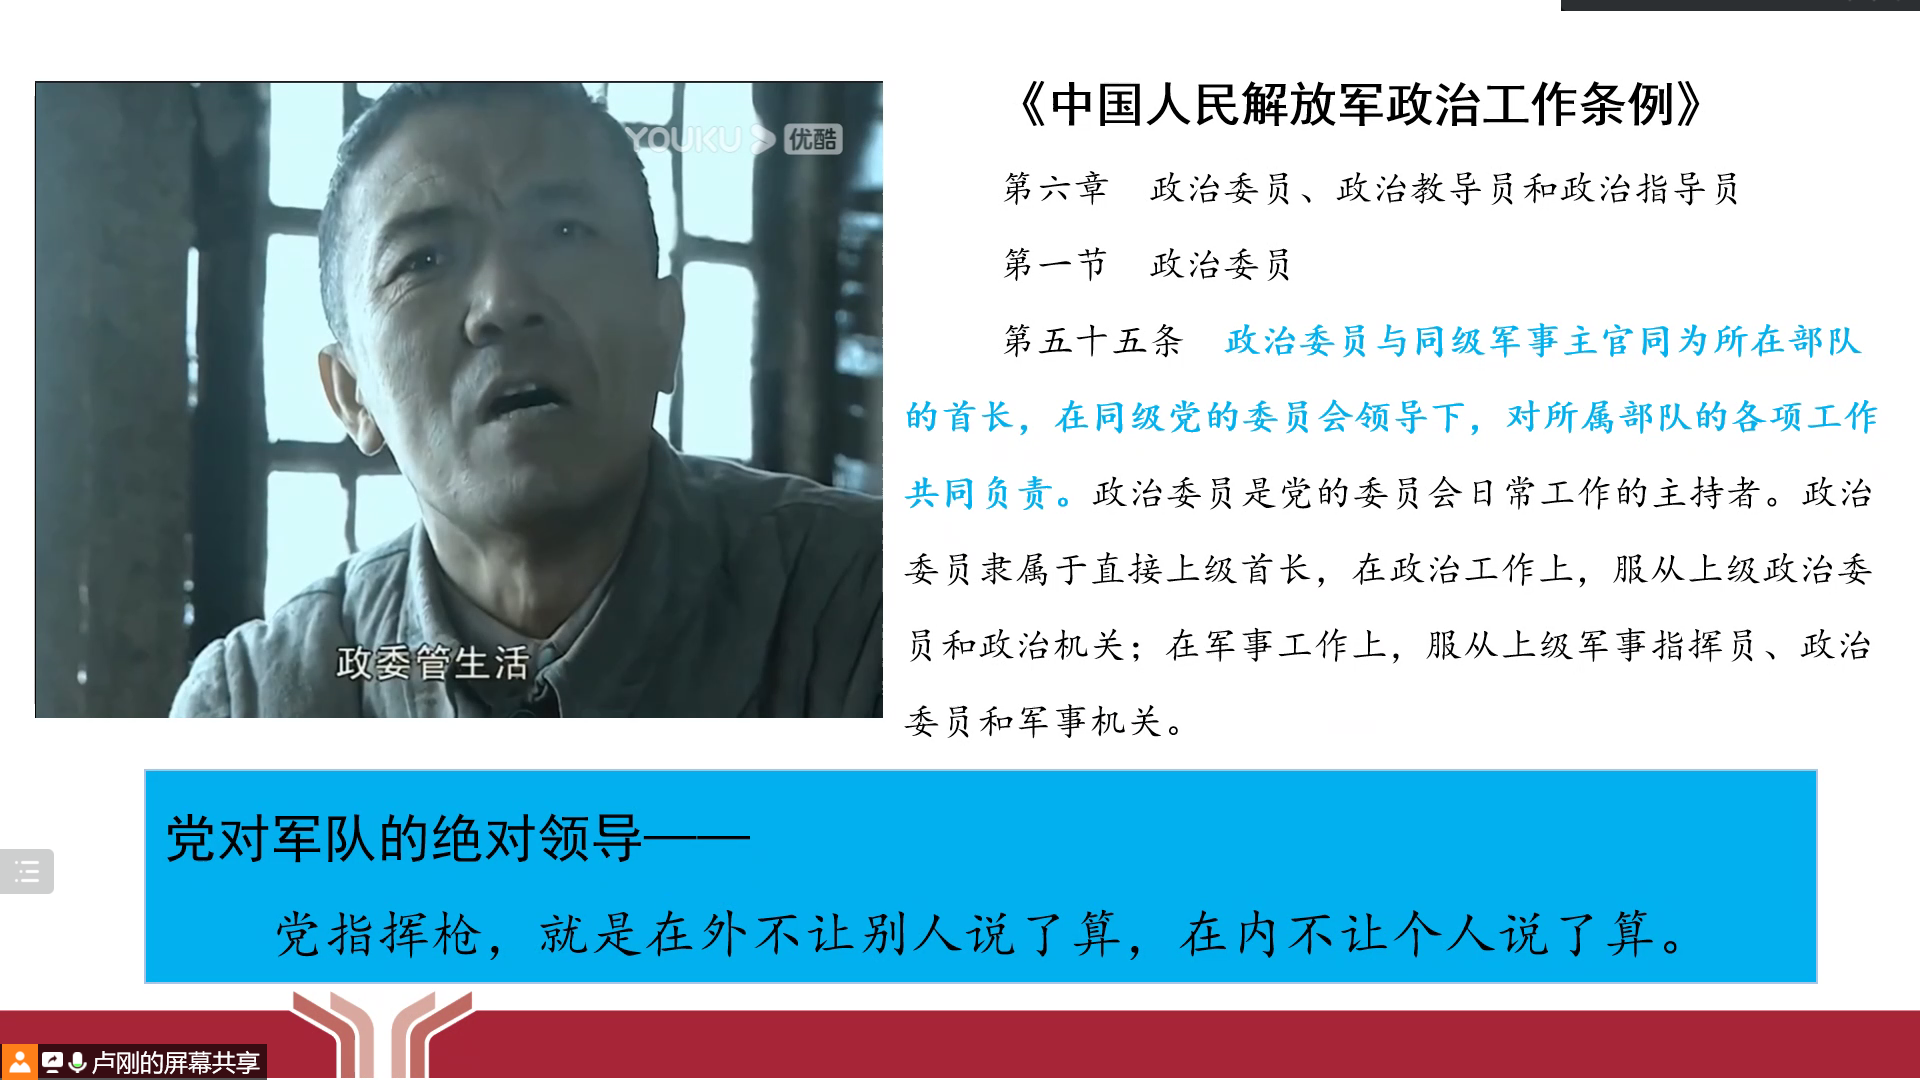 YOUKU 优酷
政委管生活
《中国人民解放军政治工作条例》
第六章 政治委员、政治教导员和政治指导员
第一节 政治委员
第五十五条 政治委员与同级军事主官同为所在部队
的首长，在同级党的委员会领导下，对所属部队的各项工作
共同负责。政治委员是党的委员会日常工作的主持者。政治
委员隶属于直接上级首长，在政治工作上，服从上级政治委
员和政治机关；在军事工作上，服从上级军事指挥员、政治
委员和军事机关。
党对军队的绝对领导——
党指挥枪，就是在外不让别人说了算，在内不让个人说了算。
卢刚的屏幕共享